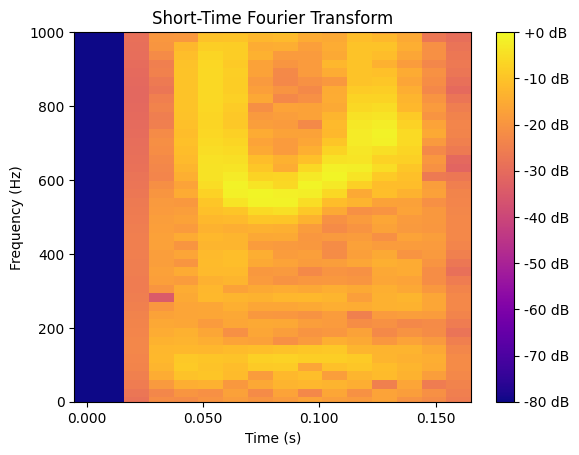 Short-Time Fourier Transform
1000
800
600
400
200
0
Frequency (Hz)
0.000
0.050
0.100
0.150
Time (s)
+0 dB
-10 dB
-20 dB
-30 dB
-40 dB
-50 dB
-60 dB
-70 dB
-80 dB